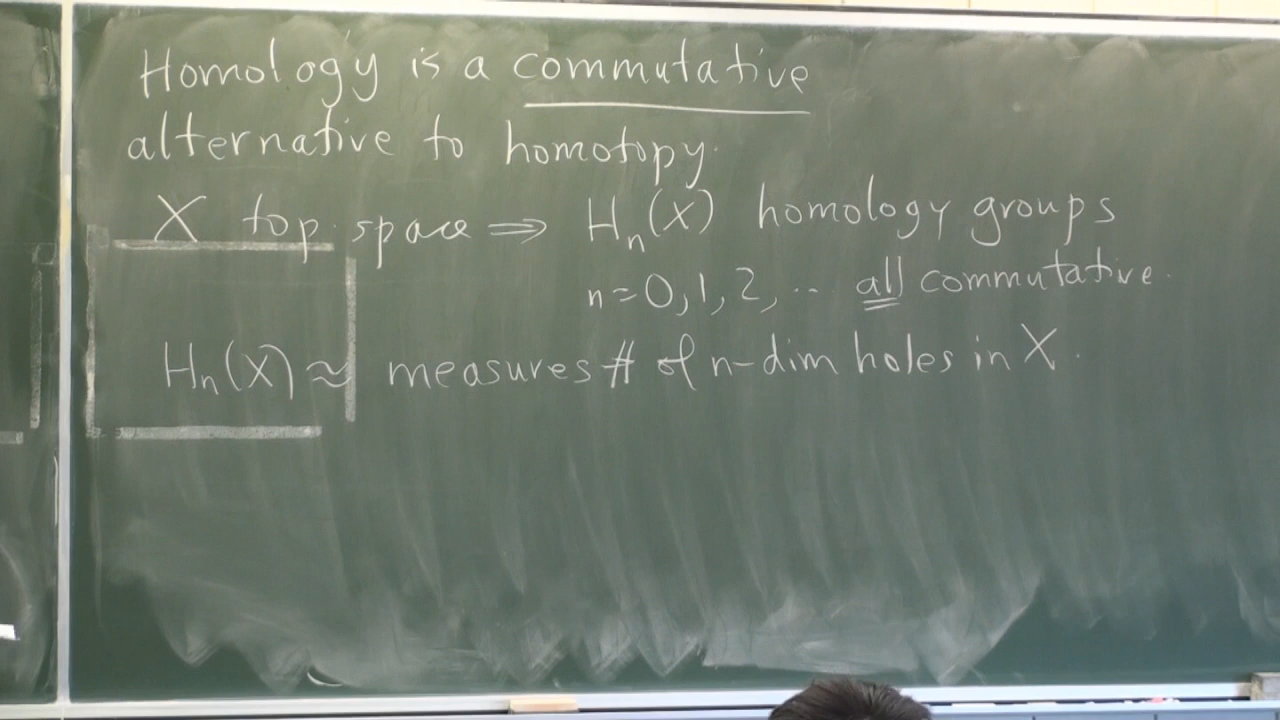 Homology is a commutative
alternative to homotopy.
X top. space ⇒ Hn(X) homology groups
n=0,1,2,... all commutative.
Hn(X) ≈ measures # of n-dim holes in X.